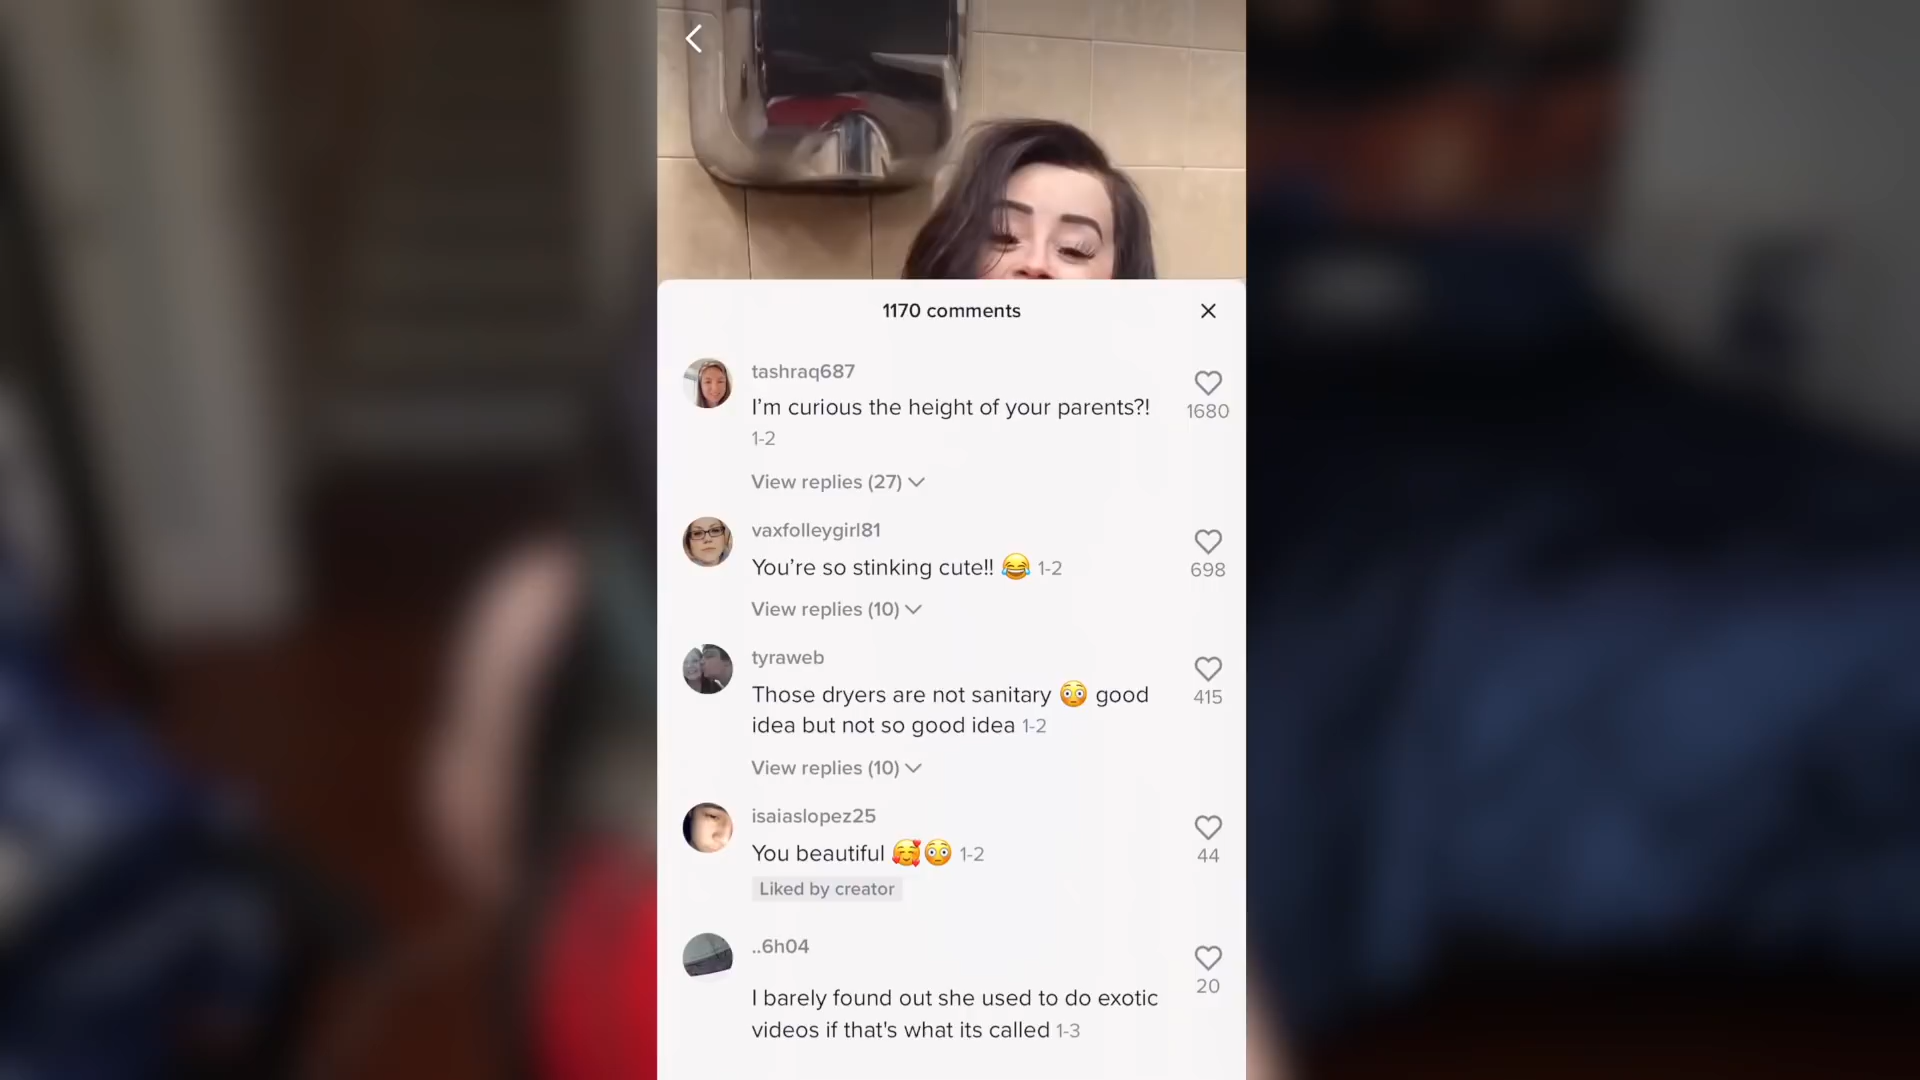 1170 comments
tashraq687
I’m curious the height of your parents?!
1-2
1680
View replies (27)
vaxfolleygirl81
You’re so stinking cute!! 😂 1-2
698
View replies (10)
tyraweb
Those dryers are not sanitary 😳 good
idea but not so good idea 1-2
415
View replies (10)
isaiaslopez25
You beautiful 🥰😳 1-2
44
Liked by creator
..6h04
20
I barely found out she used to do exotic
videos if that's what its called 1-3